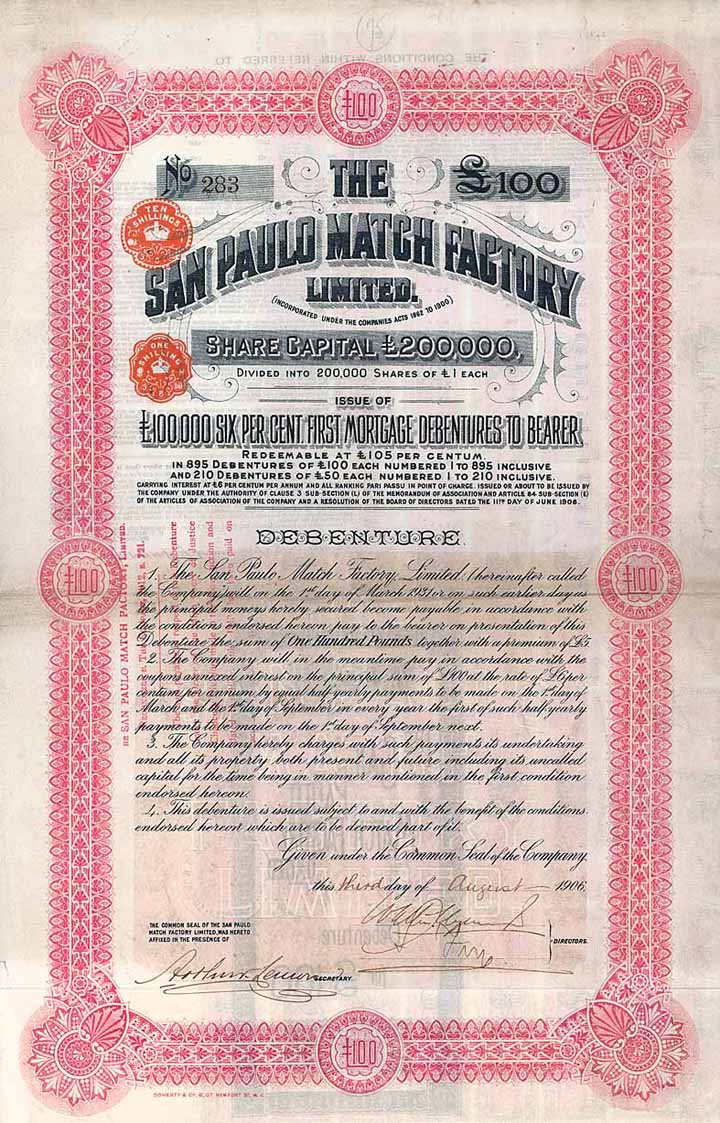 £100
No 283
THE
£100
TEN SHILLINGS
SAN PAULO MATCH FACTORY
LIMITED.
(INCORPORATED UNDER THE COMPANIES ACTS 1862 TO 1900)
ONE SHILLING
SHARE CAPITAL £200,000,
DIVIDED INTO 200,000 SHARES OF £1 EACH
ISSUE OF
£100,000 SIX PER CENT FIRST MORTGAGE DEBENTURES TO BEARER,
REDEEMABLE AT £105 PER CENTUM.
IN 895 DEBENTURES OF £100 EACH NUMBERED 1 TO 895 INCLUSIVE
AND 210 DEBENTURES OF £50 EACH NUMBERED 1 TO 210 INCLUSIVE.
CARRYING INTEREST AT £6 PER CENTUM PER ANNUM AND ALL RANKING PARI PASSU IN POINT OF CHARGE. ISSUED OR ABOUT TO BE ISSUED BY
THE COMPANY UNDER THE AUTHORITY OF CLAUSE 3 SUB-SECTION (L) OF THE MEMORANDUM OF ASSOCIATION AND ARTICLE 84 SUB-SECTION (E)
OF THE ARTICLES OF ASSOCIATION OF THE COMPANY AND A RESOLUTION OF THE BOARD OF DIRECTORS DATED THE 11TH DAY OF JUNE 1906.
DEBENTURE.
£100
£100
1. The San Paulo Match Factory Limited (hereinafter called
the Company) will on the 1st day of March 1931 or on such earlier day as
the principal moneys hereby secured become payable in accordance with
the conditions endorsed hereon pay to the bearer on presentation of this
Debenture the sum of One Hundred Pounds together with a premium of £5
2. The Company will in the meantime pay in accordance with the
coupons annexed interest on the principal sum of £100 at the rate of £6 per
centum per annum by equal half yearly payments to be made on the 1st day of
March and the 1st day of September in every year the first of such half yearly
payments to be made on the 1st day of September next.
3. The Company hereby charges with such payments its undertaking
and all its property both present and future including its uncalled
capital for the time being in manner mentioned in the first condition
endorsed hereon.
4. This debenture is issued subject to and with the benefit of the conditions
endorsed hereon which are to be deemed part of it.
Given under the Common Seal of the Company
this third day of August 1906.
RE SAN PAULO MATCH FACTORY, LIMITED.
THE COMMON SEAL OF THE SAN PAULO
MATCH FACTORY LIMITED, WAS HERETO
AFFIXED IN THE PRESENCE OF
DIRECTORS.
SECRETARY.
£100
DOHERTY & CO, 6, GT NEWPORT ST, W. C.